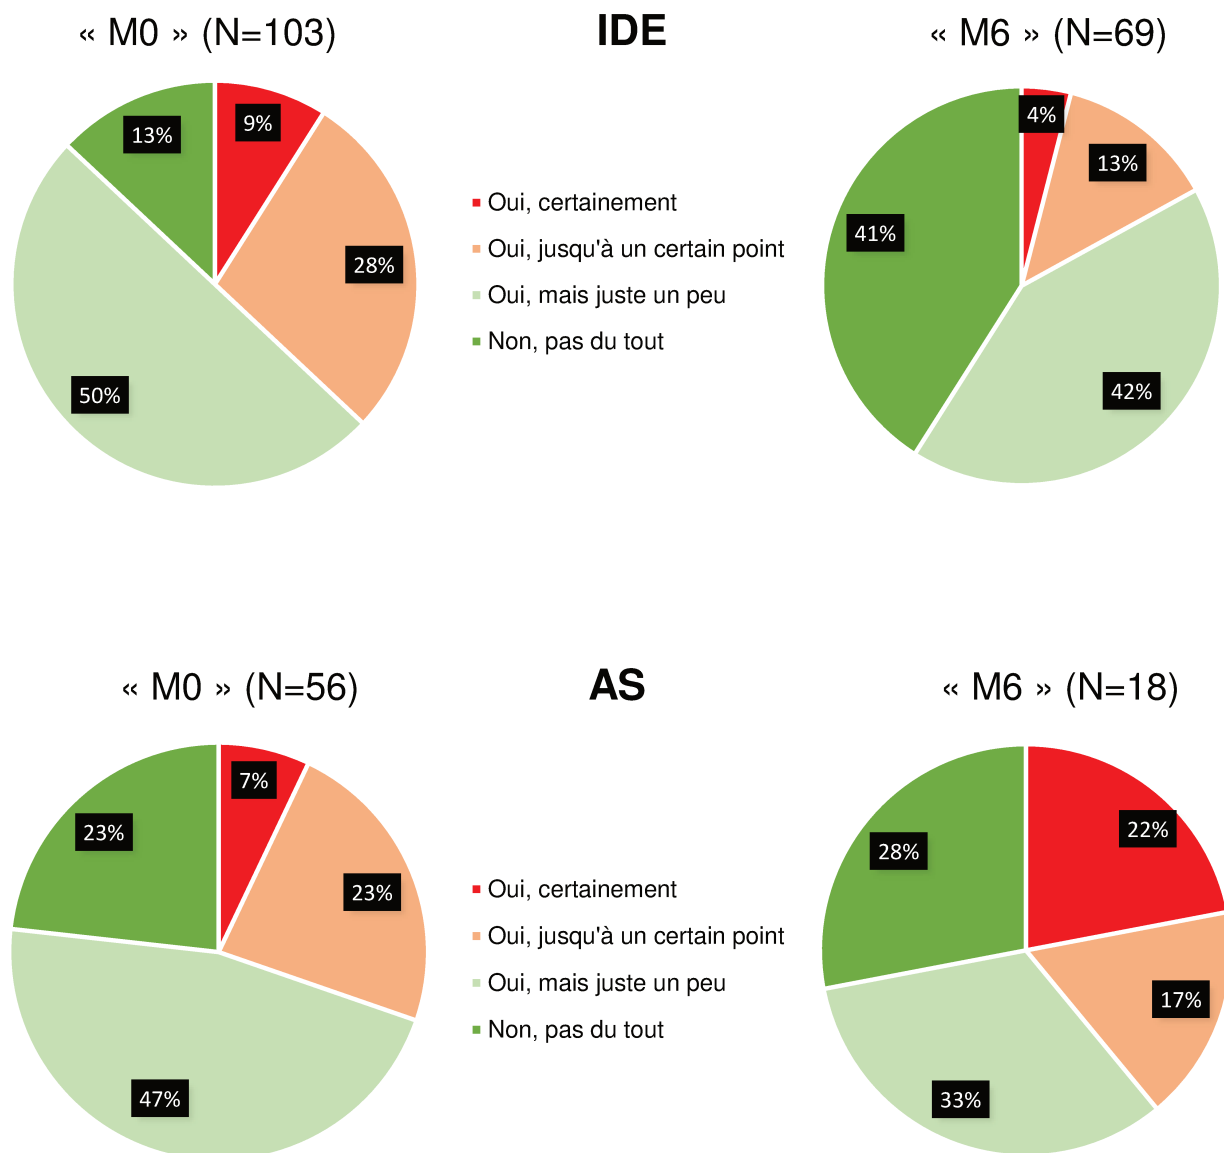 « M0 » (N=103)
IDE
« M6 » (N=69)
13%
9%
28%
50%
Oui, certainement
Oui, jusqu'à un certain point
Oui, mais juste un peu
Non, pas du tout
4%
13%
41%
42%
« M0 » (N=56)
AS
« M6 » (N=18)
7%
23%
23%
47%
Oui, certainement
Oui, jusqu'à un certain point
Oui, mais juste un peu
Non, pas du tout
22%
28%
17%
33%